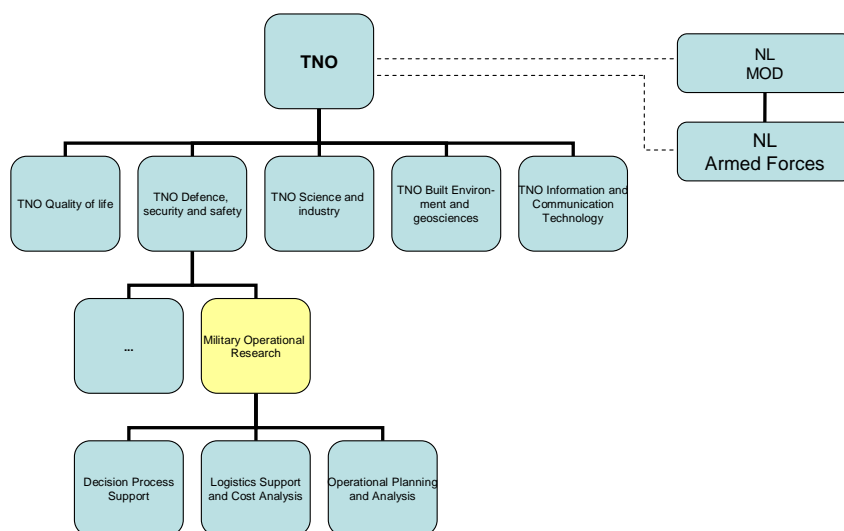 TNO
NL
MOD
NL
Armed Forces
TNO Quality of life
TNO Defence,
security and safety
TNO Science and
industry
TNO Built Environ-
ment and
geosciences
TNO Information and
Communication
Technology
...
Military Operational
Research
Decision Process
Support
Logistics Support
and Cost Analysis
Operational Planning
and Analysis